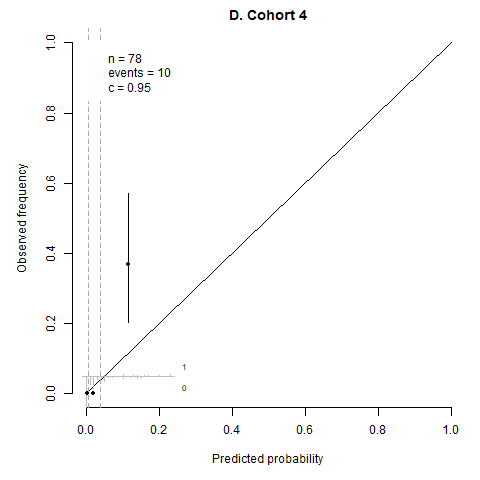 D. Cohort 4
n = 78
events = 10
c = 0.95
Observed frequency
1.0
0.8
0.6
0.4
0.2
0.0
1
0
0.0 0.2 0.4 0.6 0.8 1.0
Predicted probability